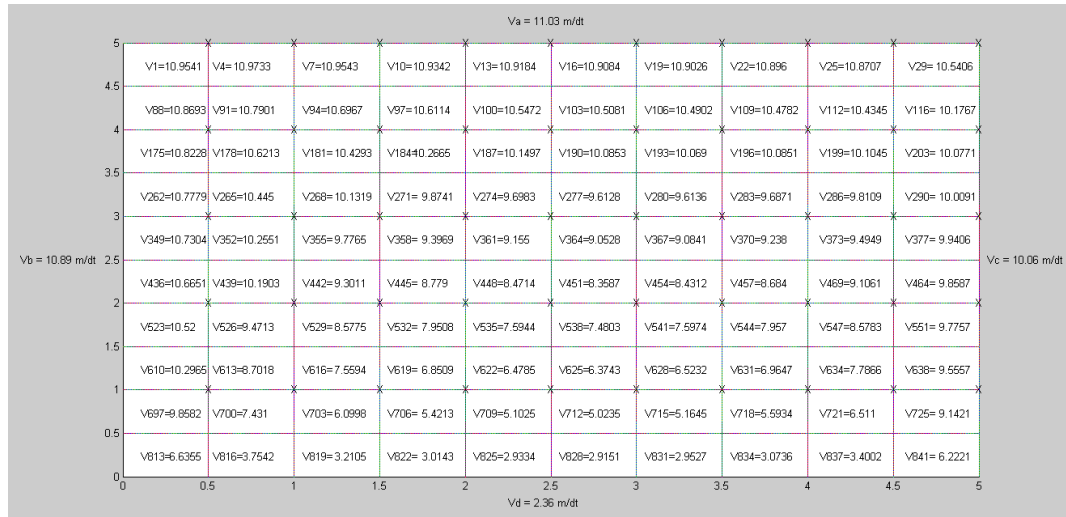 Va = 11.03 m/dt
5
V1=10.9541 V4= 10.9733 V7=10.9543 V10=10.9342 V13=10.9184 V16=10.9084 V19=10.9026 V22=10.896 V25=10.8707 V29= 10.5406
4.5
V88=10.8693 V91=10.7901 V94=10.6967 V97=10.6114 V100=10.5472 V103=10.5081 V106=10.4902 V109=10.4782 V112=10.4345 V116= 10.1767
4
V175=10.8228 V178=10.6213 V181=10.4293 V184=10.2665 V187=10.1497 V190=10.0853 V193=10.069 V196=10.0851 V199=10.1045 V203= 10.0771
3.5
V262=10.7779 V265=10.445 V268=10.1319 V271= 9.8741 V274=9.6983 V277=9.6128 V280=9.6136 V283=9.6871 V286=9.8109 V290= 10.0091
3
V349=10.7304 V352=10.2551 V355=9.7765 V358= 9.3969 V361=9.155 V364=9.0528 V367=9.0841 V370=9.238 V373=9.4949 V377= 9.9406
Vb = 10.89 m/dt 2.5 Vc = 10.06 m/dt
V436=10.6651 V439=10.1903 V442=9.3011 V445= 8.779 V448=8.4714 V451=8.3587 V454=8.4312 V457=8.684 V469=9.1061 V464= 9.8587
2
V523=10.52 V526=9.4713 V529=8.5775 V532= 7.9508 V535=7.5944 V538=7.4803 V541=7.5974 V544=7.957 V547=8.5783 V551= 9.7757
1.5
V610=10.2965 V613=8.7018 V616=7.5594 V619= 6.8509 V622=6.4785 V625=6.3743 V628=6.5232 V631=6.9647 V634=7.7866 V638= 9.5557
1
V697=9.8582 V700=7.431 V703=6.0998 V706= 5.4213 V709=5.1025 V712=5.0235 V715=5.1645 V718=5.5934 V721=6.511 V725= 9.1421
0.5
V813=6.6355 V816=3.7542 V819=3.2105 V822= 3.0143 V825=2.9334 V828=2.9151 V831=2.9527 V834=3.0736 V837=3.4002 V841= 6.2221
0
0 0.5 1 1.5 2 2.5 3 3.5 4 4.5 5
Vd = 2.36 m/dt